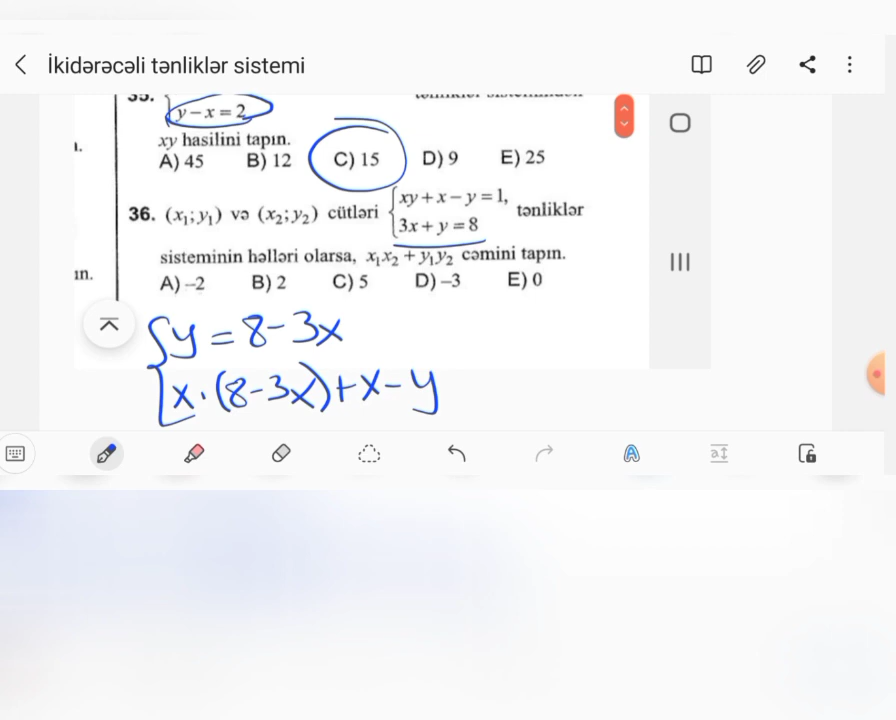 İkidərəcəli tənliklər sistemi
35.
y – x = 2
xy hasilini tapın.
A) 45 B) 12 C) 15 D) 9 E) 25
36. (x₁; y₁) və (x₂; y₂) cütləri { xy + x – y = 1, 3x + y = 8 tənliklər
sisteminin həlləri olarsa, x₁x₂ + y₁y₂ cəmini tapın.
A) –2 B) 2 C) 5 D) –3 E) 0
y = 8 – 3x
x · (8 – 3x) + x – y
ı.
ın.